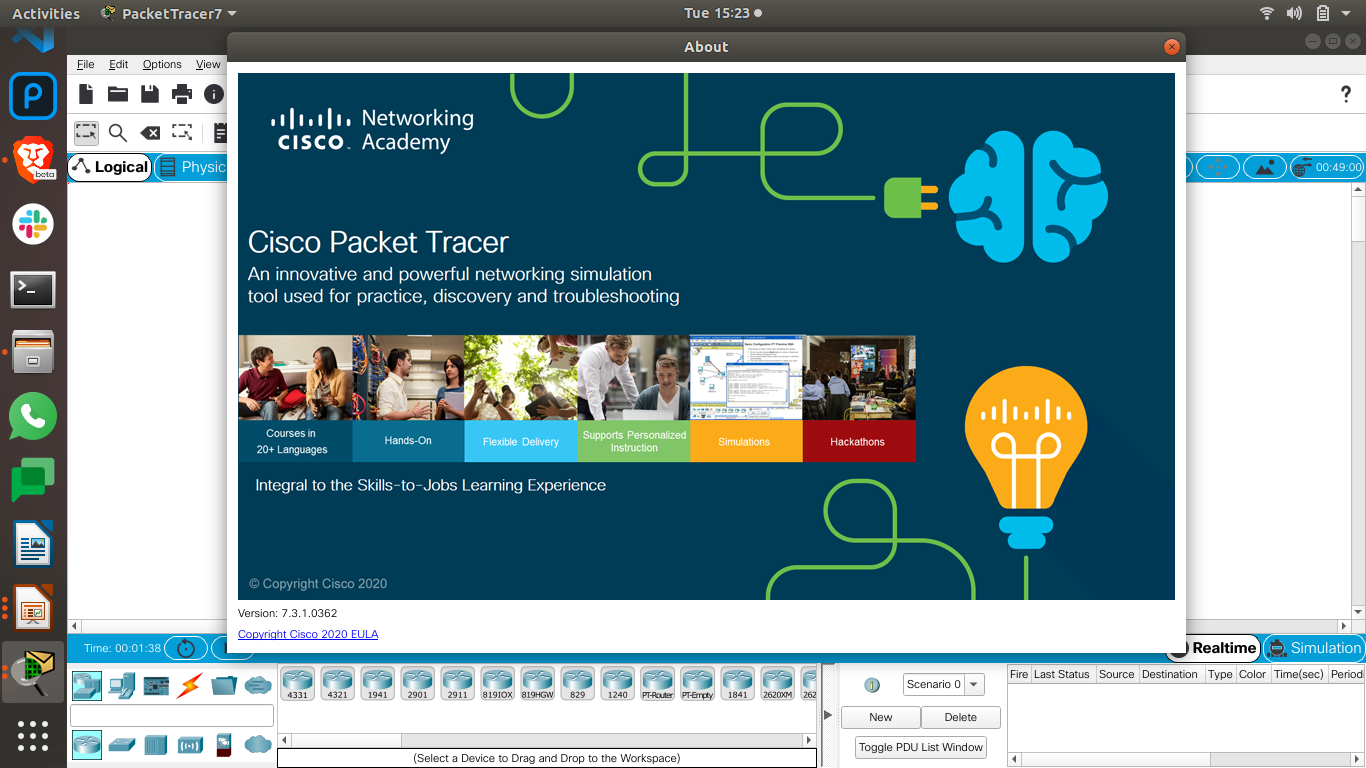 Activities
PacketTracer7
Tue 15:23
About
File Edit Options View
P
beta
?
Logical
Physic
00:49:00
CISCO
Networking
Academy
Cisco Packet Tracer
An innovative and powerful networking simulation
tool used for practice, discovery and troubleshooting
Courses in
20+ Languages
Hands-On
Flexible Delivery
Supports Personalized
Instruction
Simulations
Hackathons
Integral to the Skills-to-Jobs Learning Experience
© Copyright Cisco 2020
Version: 7.3.1.0362
Copyright Cisco 2020 EULA
Time: 00:01:38
Realtime
Simulation
4331 4321 1941 2901 2911 819IOX 819HGW 829 1240 PT-Router PT-Empty 1841 2620XM 262
(Select a Device to Drag and Drop to the Workspace)
Scenario 0
New
Delete
Toggle PDU List Window
Fire Last Status Source Destination Type Color Time(sec) Periodi